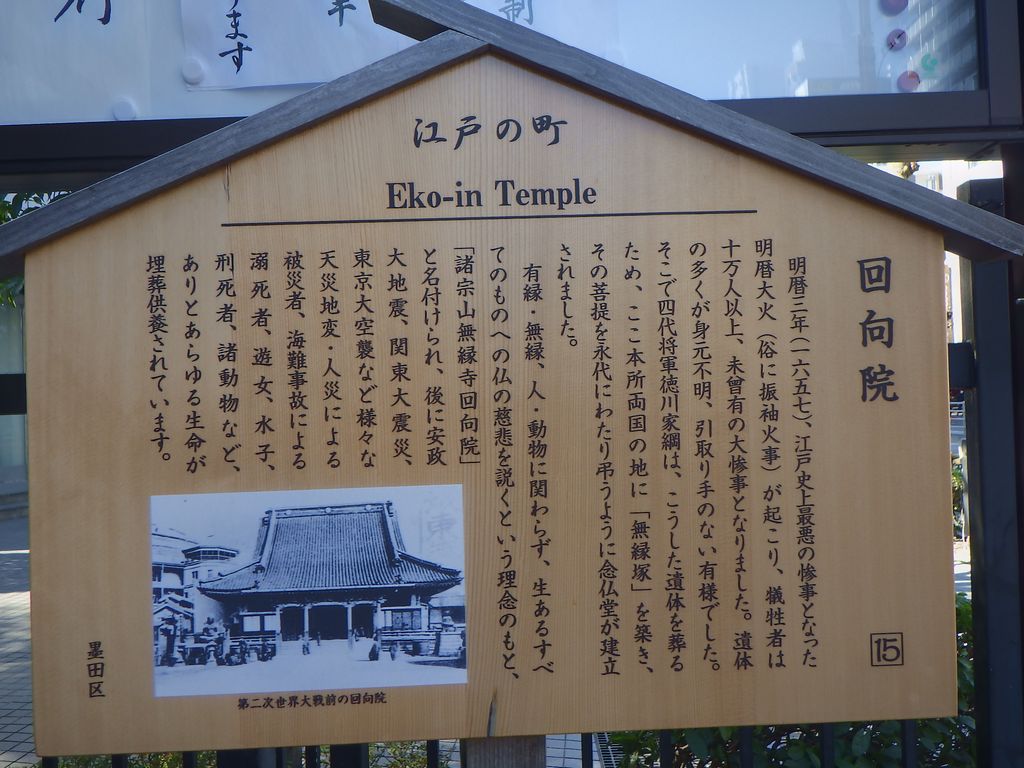 ます
江戸の町
Eko-in Temple
回向院
15
明暦三年(一六五七)、江戸史上最悪の惨事となった
明暦大火(俗に振袖火事)が起こり、犠牲者は
十万人以上、未曾有の大惨事となりました。遺体
の多くが身元不明、引取り手のない有様でした。
そこで四代将軍徳川家綱は、こうした遺体を葬る
ため、ここ本所両国の地に「無縁塚」を築き、
その菩提を永代にわたり弔うように念仏堂が建立
されました。
有縁・無縁、人・動物に関わらず、生あるすべ
てのものへの仏の慈悲を説くという理念のもと、
「諸宗山無縁寺回向院」
と名付けられ、後に安政
大地震、関東大震災、
東京大空襲など様々な
天災地変・人災による
被災者、海難事故による
溺死者、遊女、水子、
刑死者、諸動物など、
ありとあらゆる生命が
埋葬供養されています。
第二次世界大戦前の回向院
墨田区